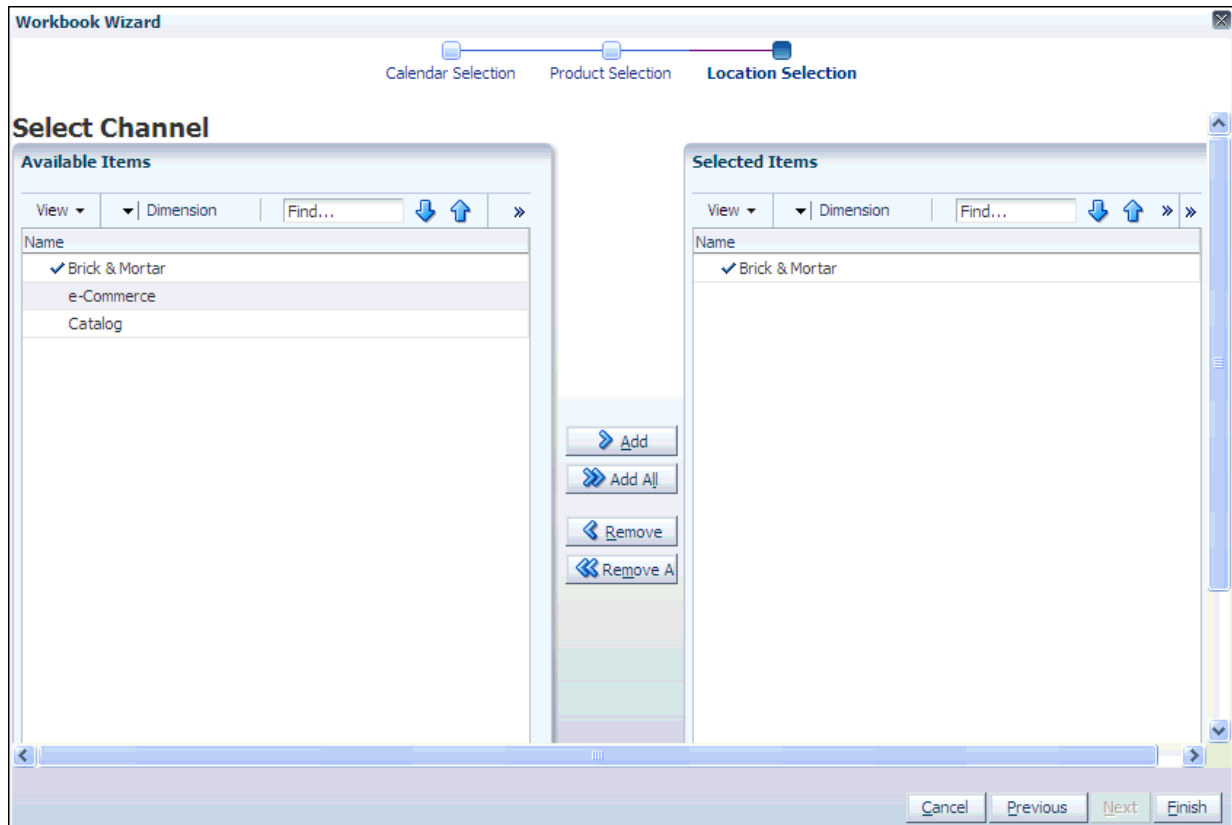 Workbook Wizard
Calendar Selection Product Selection Location Selection
Select Channel
Available Items
View Dimension Find...
Name
Brick & Mortar
e-Commerce
Catalog
Add
Add All
Remove
Remove A
Selected Items
View Dimension Find...
Name
Brick & Mortar
Cancel Previous Next Finish